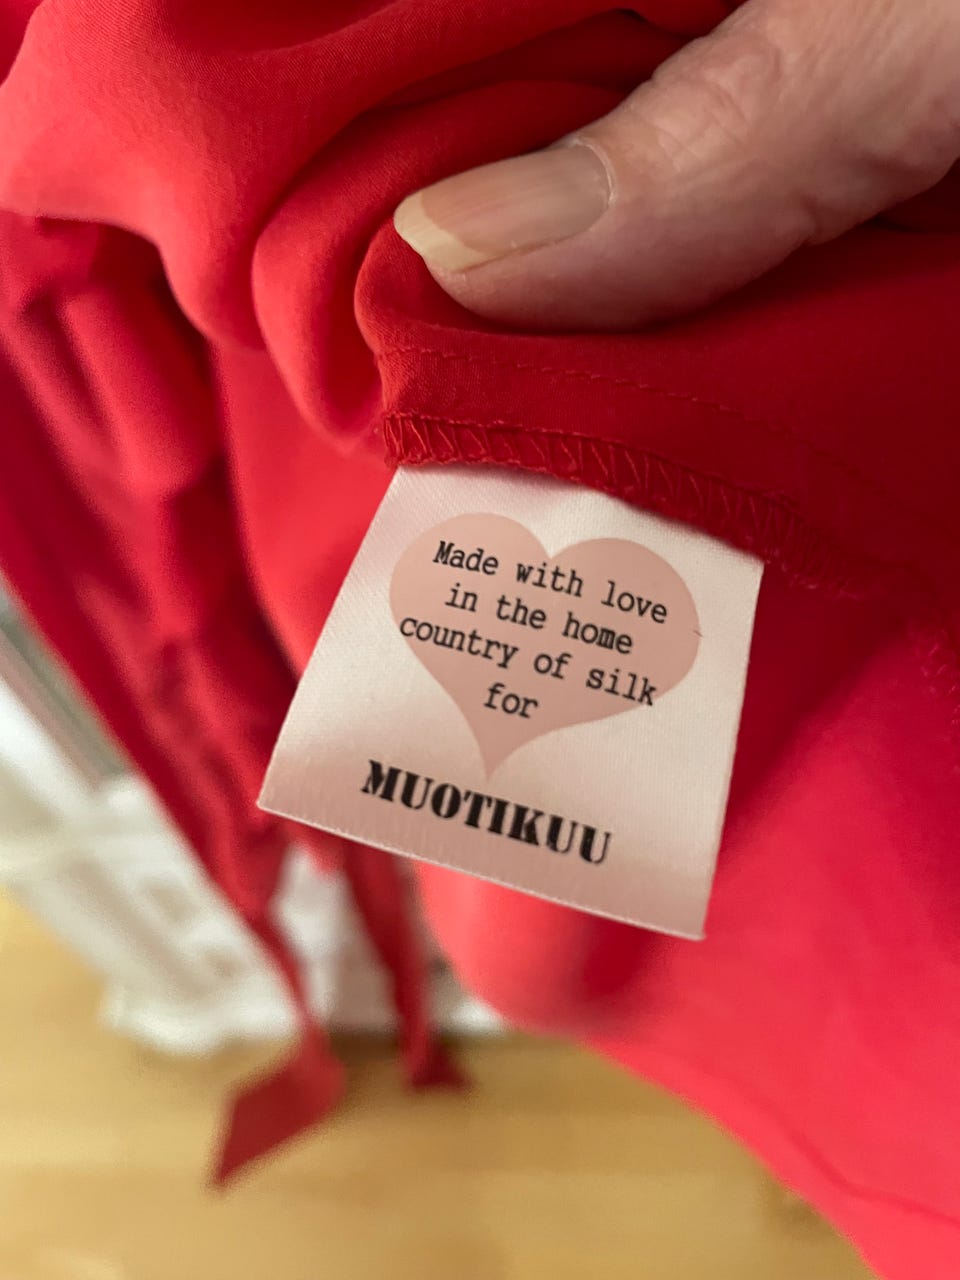 Made with love
in the home
country of silk
for
MUOTIKUU